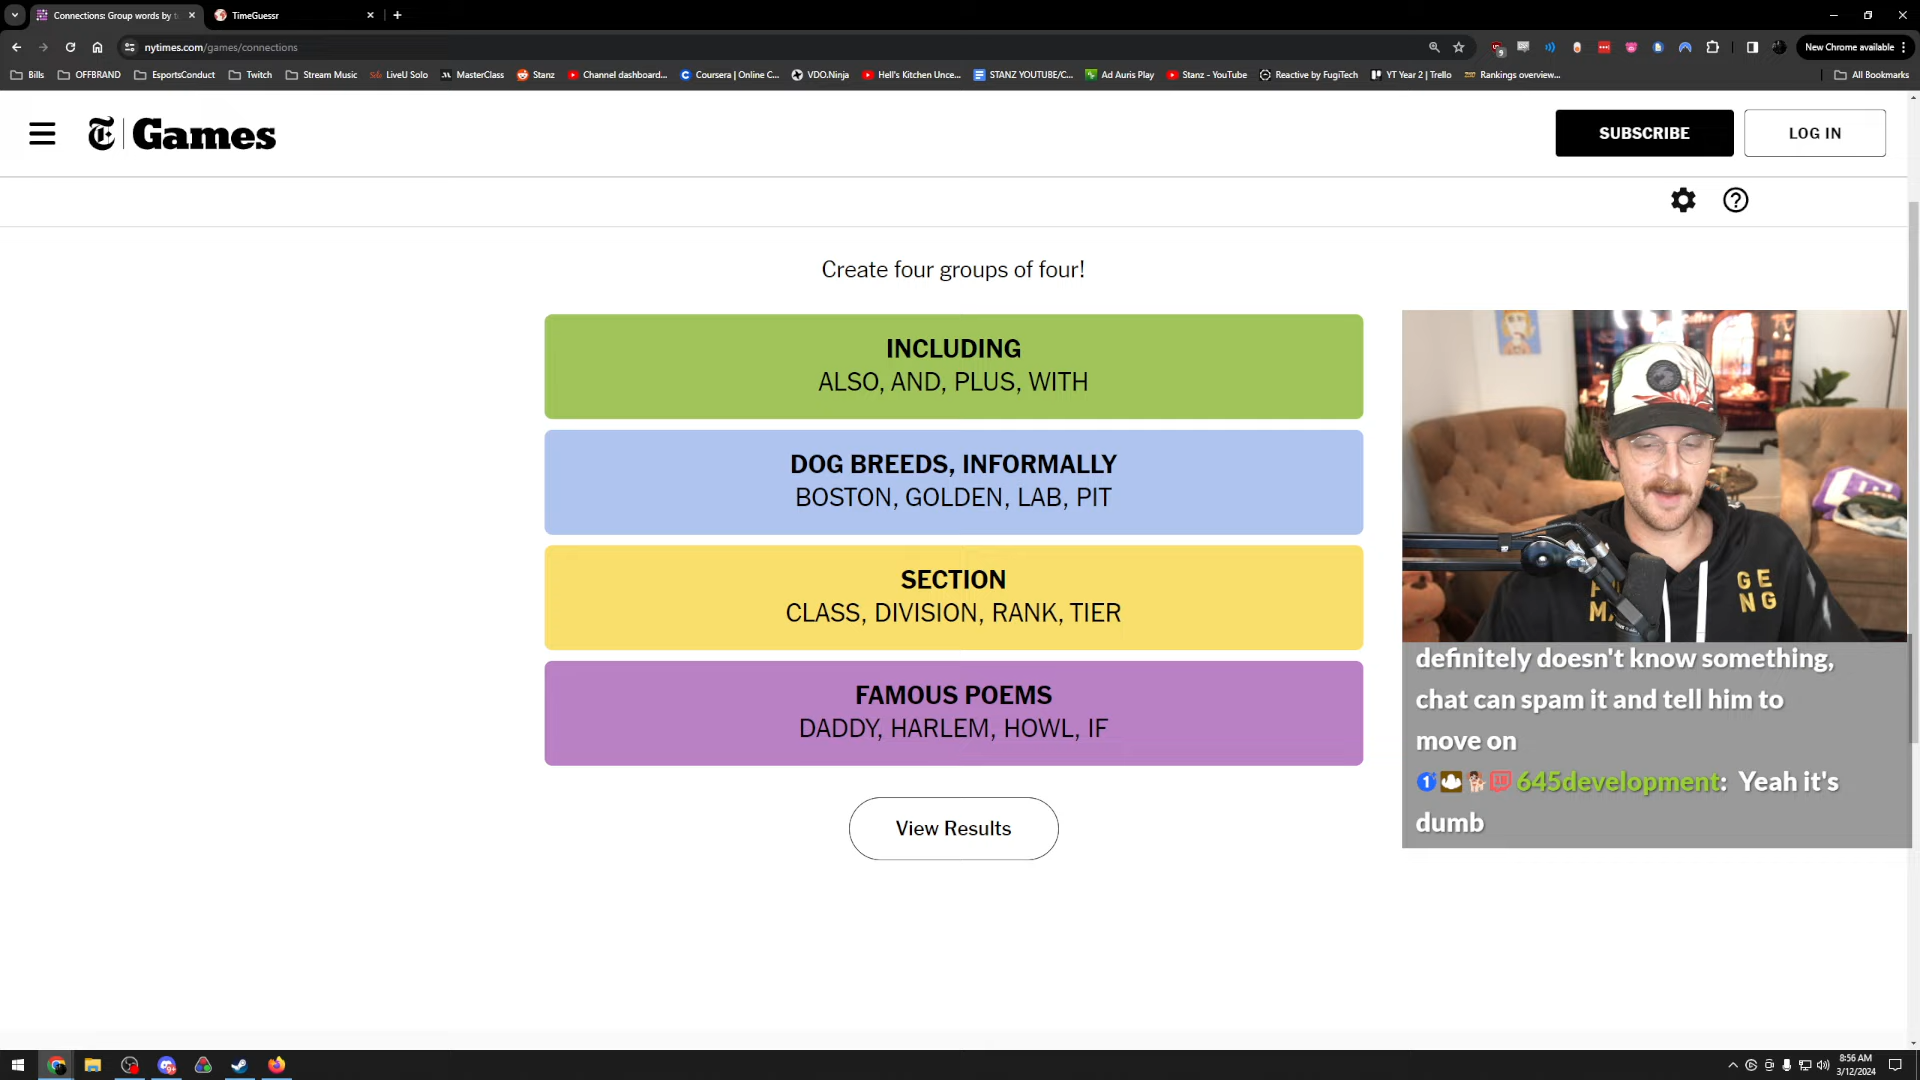 Connections: Group words by t
TimeGuessr
nytimes.com/games/connections
New Chrome available
Bills
OFFBRAND
EsportsConduct
Twitch
Stream Music
LiveU Solo
MasterClass
Stanz
Channel dashboard...
Coursera | Online C...
VDO.Ninja
Hell's Kitchen Unce...
STANZ YOUTUBE/C...
Ad Auris Play
Stanz - YouTube
Reactive by FugiTech
YT Year 2 | Trello
Rankings overview...
All Bookmarks
T | Games
SUBSCRIBE
LOG IN
Create four groups of four!
INCLUDING
ALSO, AND, PLUS, WITH
DOG BREEDS, INFORMALLY
BOSTON, GOLDEN, LAB, PIT
SECTION
CLASS, DIVISION, RANK, TIER
FAMOUS POEMS
DADDY, HARLEM, HOWL, IF
View Results
GE
NG
definitely doesn't know something,
chat can spam it and tell him to
move on
1 645development: Yeah it's
dumb
8:56 AM
3/12/2024